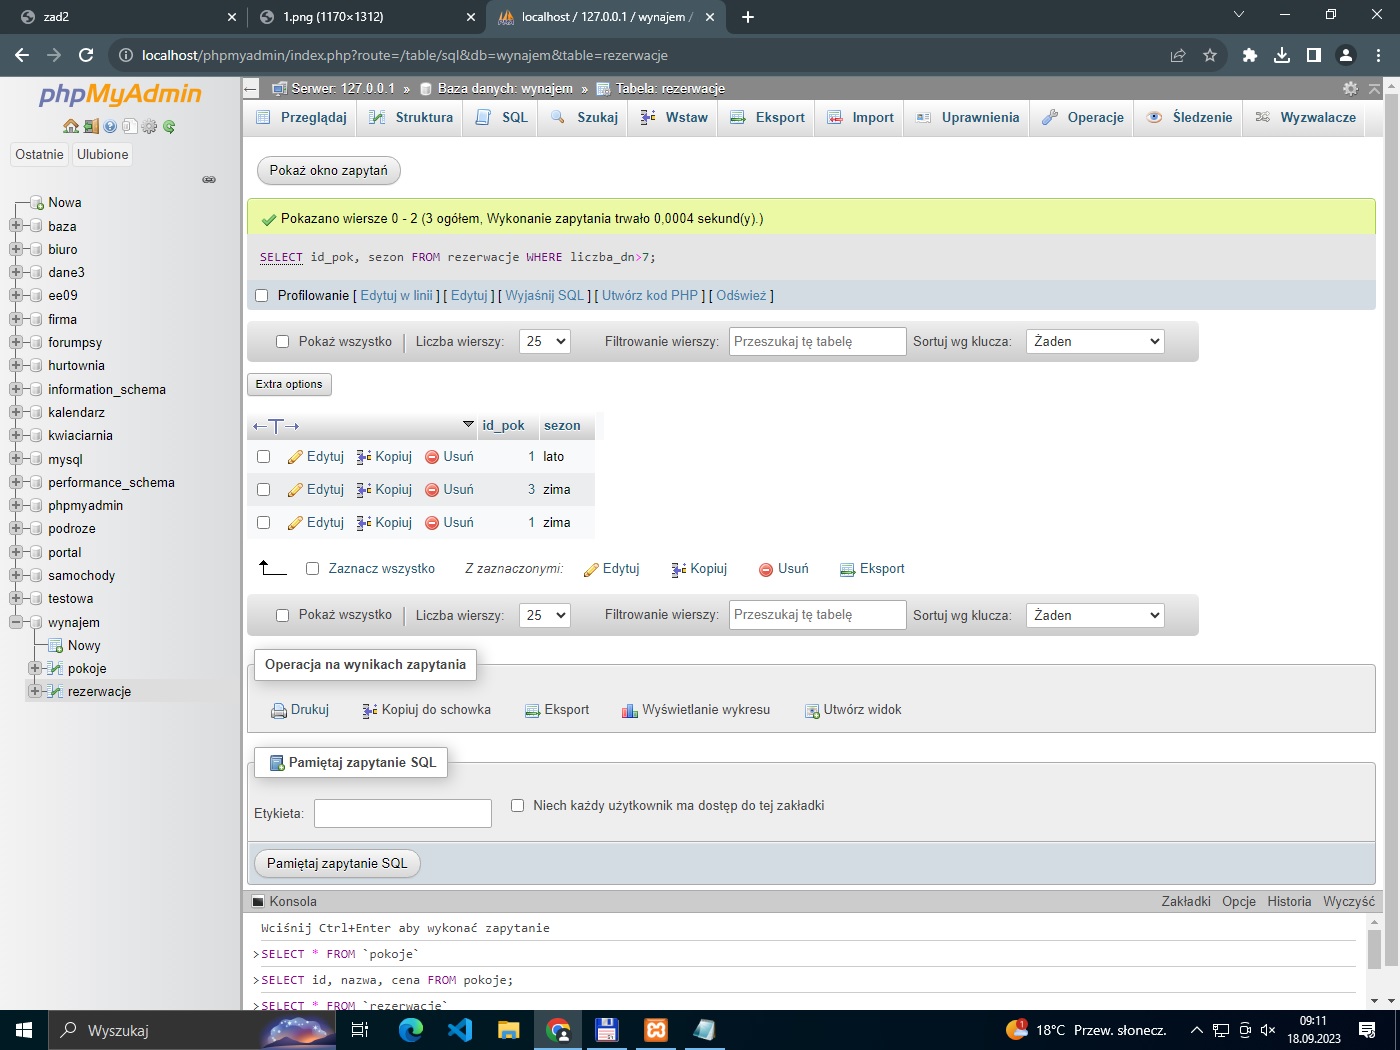 zad2
1.png (1170×1312)
localhost / 127.0.0.1 / wynajem /
localhost/phpmyadmin/index.php?route=/table/sql&db=wynajem&table=rezerwacje
phpMyAdmin
Ostatnie Ulubione
Nowa
baza
biuro
dane3
ee09
firma
forumpsy
hurtownia
information_schema
kalendarz
kwiaciarnia
mysql
performance_schema
phpmyadmin
podroze
portal
samochody
testowa
wynajem
Nowy
pokoje
rezerwacje
Serwer: 127.0.0.1 » Baza danych: wynajem » Tabela: rezerwacje
Przeglądaj Struktura SQL Szukaj Wstaw Eksport Import Uprawnienia Operacje Śledzenie Wyzwalacze
Pokaż okno zapytań
Pokazano wiersze 0 - 2 (3 ogółem, Wykonanie zapytania trwało 0,0004 sekund(y).)
SELECT id_pok, sezon FROM rezerwacje WHERE liczba_dn>7;
Profilowanie [ Edytuj w linii ] [ Edytuj ] [ Wyjaśnij SQL ] [ Utwórz kod PHP ] [ Odśwież ]
Pokaż wszystko Liczba wierszy: 25 Filtrowanie wierszy: Przeszukaj tę tabelę Sortuj wg klucza: Żaden
Extra options
←T→ id_pok sezon
Edytuj Kopiuj Usuń 1 lato
Edytuj Kopiuj Usuń 3 zima
Edytuj Kopiuj Usuń 1 zima
Zaznacz wszystko Z zaznaczonymi: Edytuj Kopiuj Usuń Eksport
Pokaż wszystko Liczba wierszy: 25 Filtrowanie wierszy: Przeszukaj tę tabelę Sortuj wg klucza: Żaden
Operacja na wynikach zapytania
Drukuj Kopiuj do schowka Eksport Wyświetlanie wykresu Utwórz widok
Pamiętaj zapytanie SQL
Etykieta: Niech każdy użytkownik ma dostęp do tej zakładki
Pamiętaj zapytanie SQL
Konsola Zakładki Opcje Historia Wyczyść
Wciśnij Ctrl+Enter aby wykonać zapytanie
>SELECT * FROM `pokoje`
>SELECT id, nazwa, cena FROM pokoje;
>SELECT * FROM `rezerwacje`
Wyszukaj
18°C Przew. słonecz.
09:11
18.09.2023